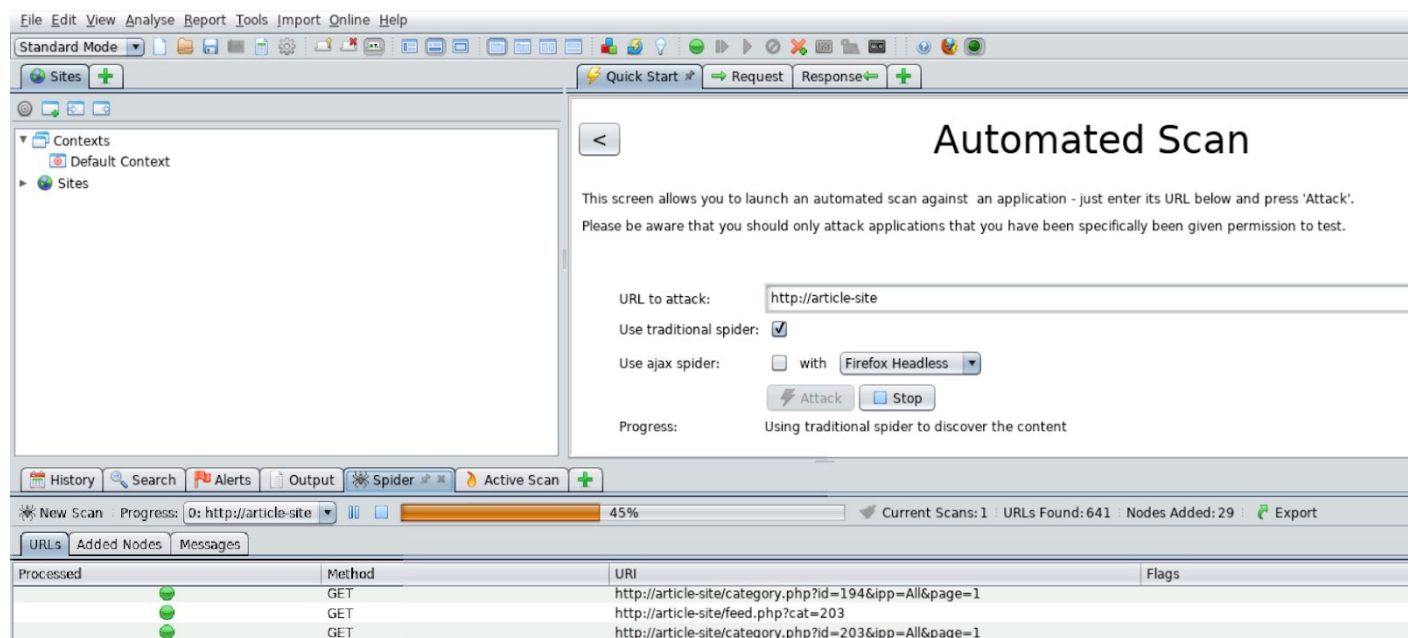 File Edit View Analyse Report Tools Import Online Help
Standard Mode
Sites
Quick Start Request Response
Contexts
Default Context
Sites
<
Automated Scan
This screen allows you to launch an automated scan against an application - just enter its URL below and press 'Attack'.
Please be aware that you should only attack applications that you have been specifically been given permission to test.
URL to attack: http://article-site
Use traditional spider:
Use ajax spider: with Firefox Headless
Attack Stop
Progress: Using traditional spider to discover the content
History Search Alerts Output Spider Active Scan
New Scan Progress: 0: http://article-site 45% Current Scans: 1 URLs Found: 641 Nodes Added: 29 Export
URLs Added Nodes Messages
Processed Method URI Flags
GET http://article-site/category.php?id=194&ipp=All&page=1
GET http://article-site/feed.php?cat=203
GET http://article-site/category.php?id=203&ipp=All&page=1